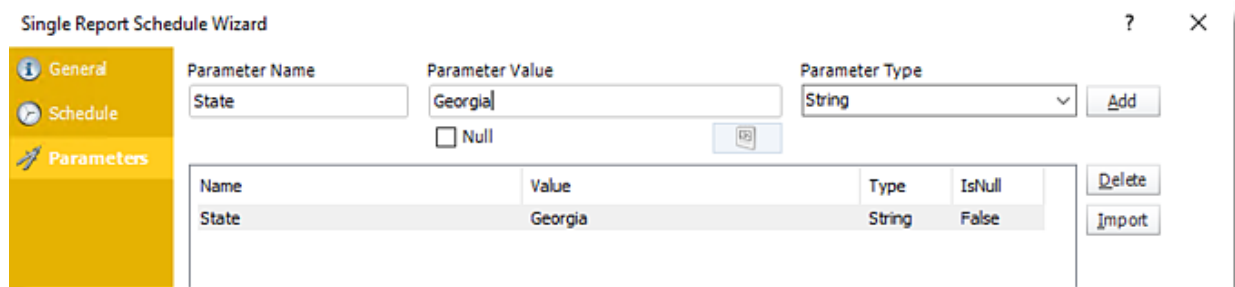 Single Report Schedule Wizard ? X
General
Schedule
Parameters
Parameter Name Parameter Value Parameter Type
State Georgia String Add
Null
Name Value Type IsNull Delete
State Georgia String False Import